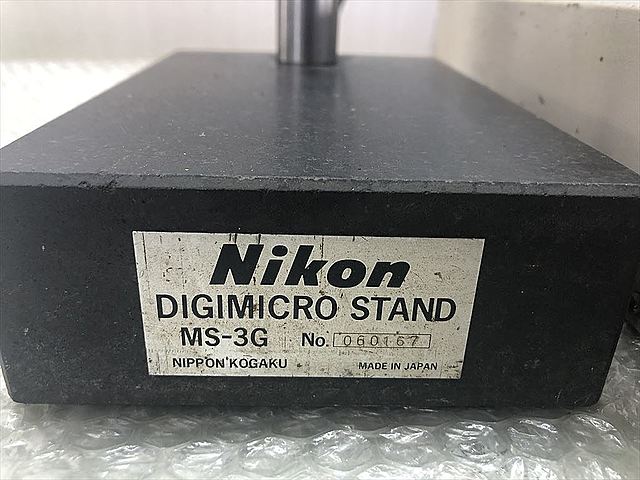 Nikon
DIGIMICRO STAND
MS-3G No. 060167
NIPPON KOGAKU MADE IN JAPAN